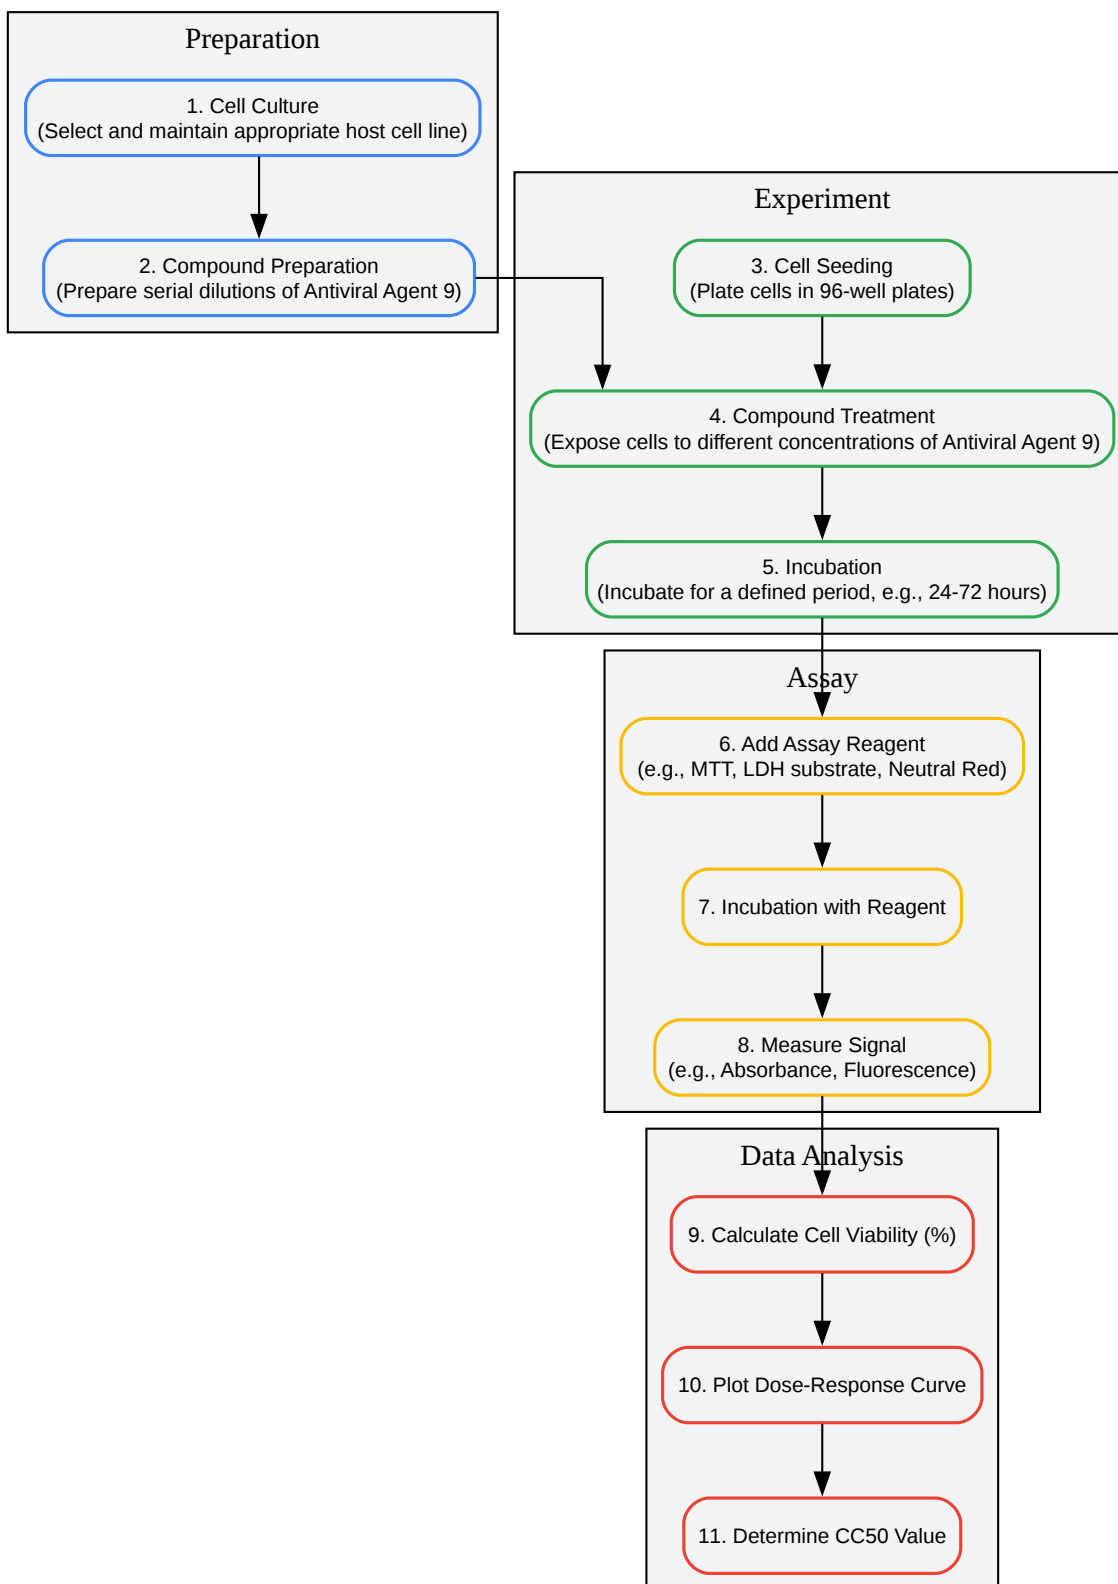 Preparation
1. Cell Culture
(Select and maintain appropriate host cell line)
2. Compound Preparation
(Prepare serial dilutions of Antiviral Agent 9)
Experiment
3. Cell Seeding
(Plate cells in 96-well plates)
4. Compound Treatment
(Expose cells to different concentrations of Antiviral Agent 9)
5. Incubation
(Incubate for a defined period, e.g., 24-72 hours)
Assay
6. Add Assay Reagent
(e.g., MTT, LDH substrate, Neutral Red)
7. Incubation with Reagent
8. Measure Signal
(e.g., Absorbance, Fluorescence)
Data Analysis
9. Calculate Cell Viability (%)
10. Plot Dose-Response Curve
11. Determine CC50 Value